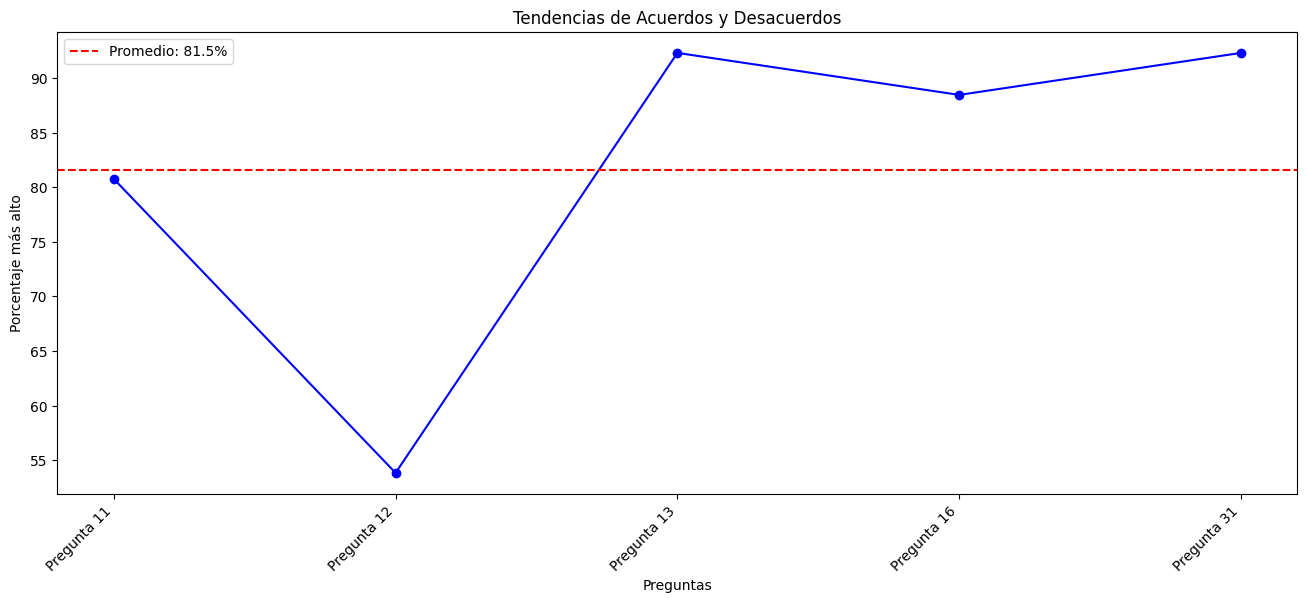 Tendencias de Acuerdos y Desacuerdos
Promedio: 81.5%
90
85
80
75
70
65
60
55
Porcentaje más alto
Pregunta 11
Pregunta 12
Pregunta 13
Pregunta 16
Pregunta 31
Preguntas